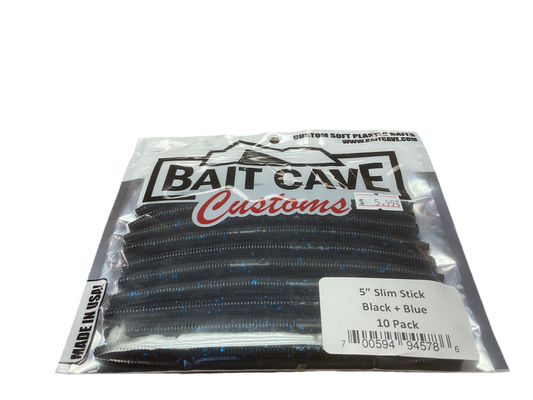 CUSTOM SOFT PLASTIC BAITS
WWW.BAITCAVE.COM
BAIT CAVE
Customs
$ 5.995
MADE IN USA!
5” Slim Stick
Black + Blue
10 Pack
7 00594 94578 6